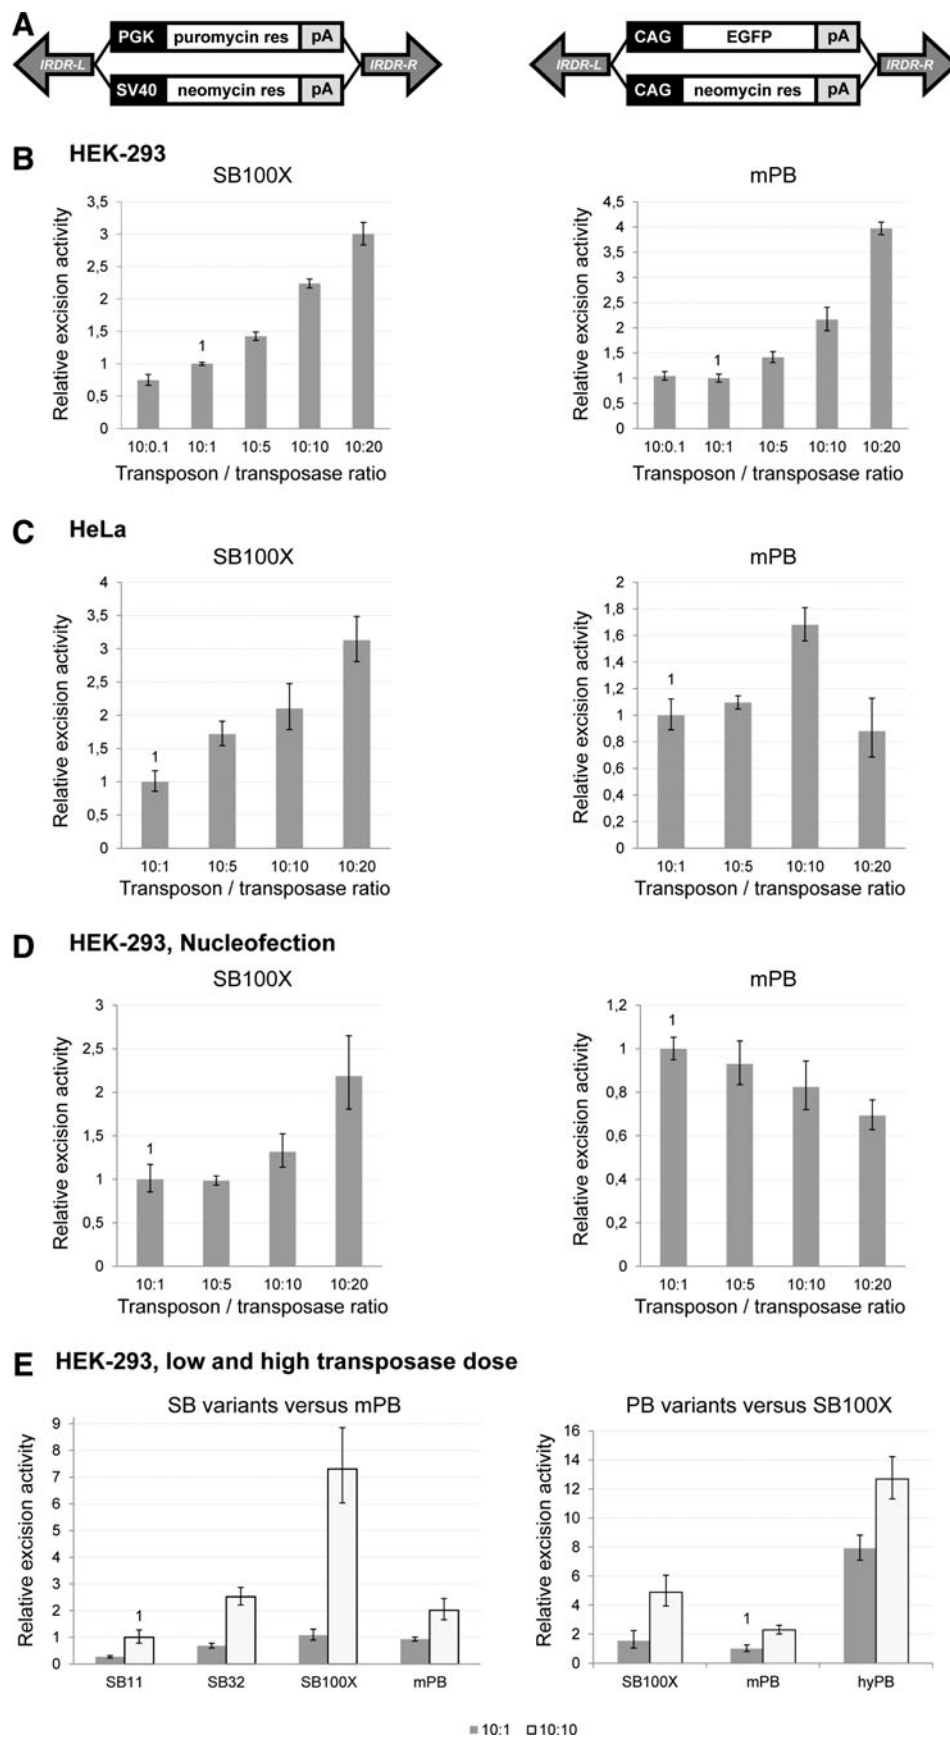 A
PGK puromycin res pA
IRDR-L IRDR-R
SV40 neomycin res pA
CAG EGFP pA
IRDR-L IRDR-R
CAG neomycin res pA
B HEK-293
SB100X
Relative excision activity
3,5
3
2,5
2
1,5
1
0,5
0
1
10:0.1 10:1 10:5 10:10 10:20
Transposon / transposase ratio
mPB
Relative excision activity
4,5
4
3,5
3
2,5
2
1,5
1
0,5
0
1
10:0.1 10:1 10:5 10:10 10:20
Transposon / transposase ratio
C HeLa
SB100X
Relative excision activity
4
3,5
3
2,5
2
1,5
1
0,5
0
1
10:1 10:5 10:10 10:20
Transposon / transposase ratio
mPB
Relative excision activity
2
1,8
1,6
1,4
1,2
1
0,8
0,6
0,4
0,2
0
1
10:1 10:5 10:10 10:20
Transposon / transposase ratio
D HEK-293, Nucleofection
SB100X
Relative excision activity
3
2,5
2
1,5
1
0,5
0
1
10:1 10:5 10:10 10:20
Transposon / transposase ratio
mPB
Relative excision activity
1,2
1
0,8
0,6
0,4
0,2
0
1
10:1 10:5 10:10 10:20
Transposon / transposase ratio
E HEK-293, low and high transposase dose
SB variants versus mPB
Relative excision activity
9
8
7
6
5
4
3
2
1
0
1
SB11 SB32 SB100X mPB
PB variants versus SB100X
Relative excision activity
16
14
12
10
8
6
4
2
0
1
SB100X mPB hyPB
10:1 10:10